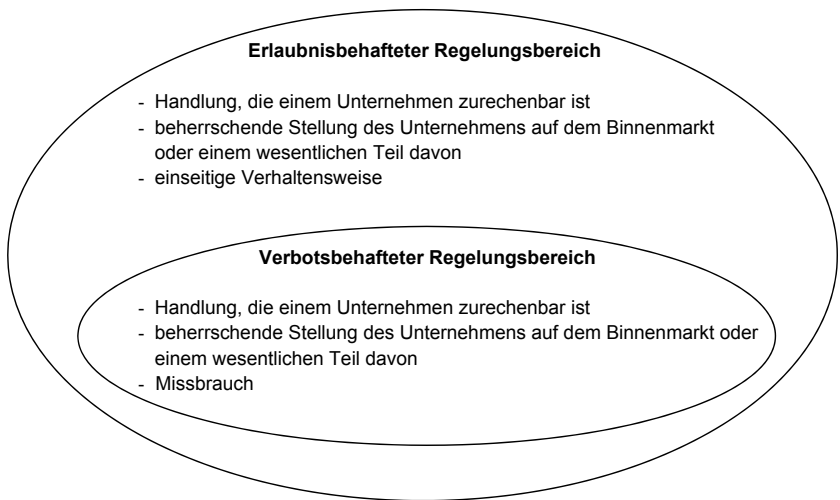 Erlaubnisbehafteter Regelungsbereich
- Handlung, die einem Unternehmen zurechenbar ist
- beherrschende Stellung des Unternehmens auf dem Binnenmarkt
oder einem wesentlichen Teil davon
- einseitige Verhaltensweise
Verbotsbehafteter Regelungsbereich
- Handlung, die einem Unternehmen zurechenbar ist
- beherrschende Stellung des Unternehmens auf dem Binnenmarkt oder
einem wesentlichen Teil davon
- Missbrauch